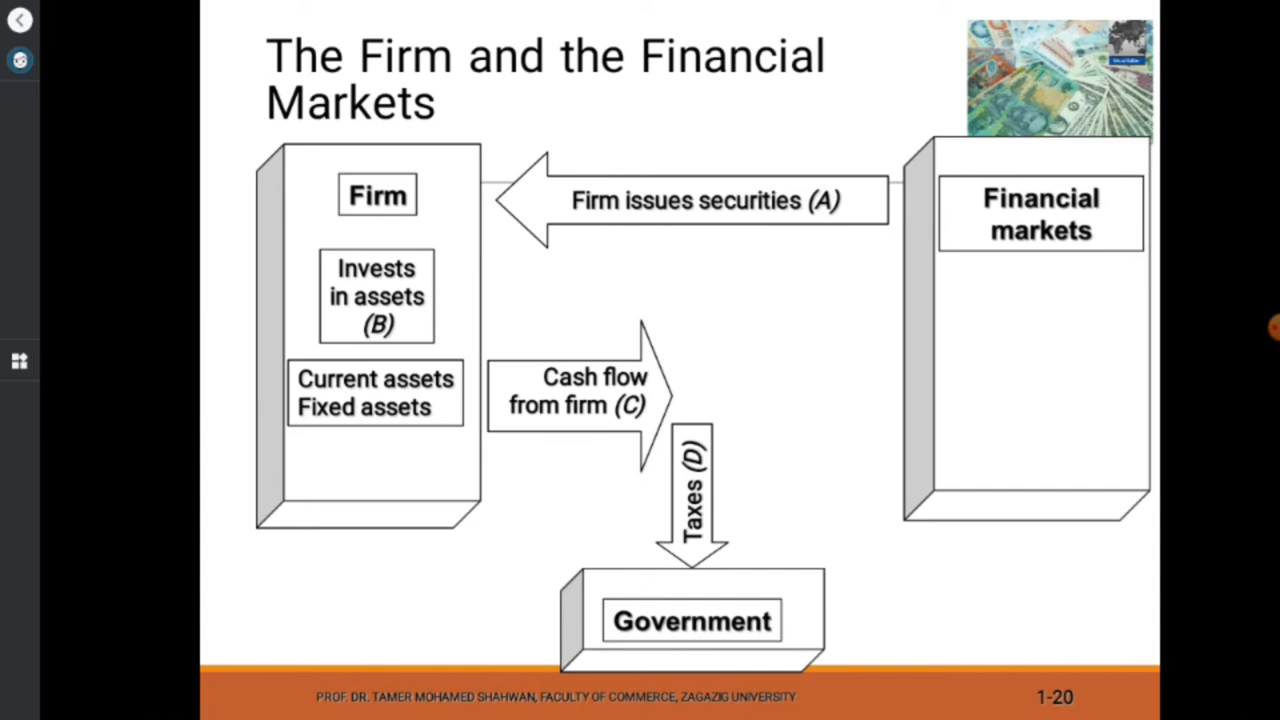 The Firm and the Financial
Markets
Firm
Firm issues securities (A)
Financial
markets
Invests
in assets
(B)
Current assets
Fixed assets
Cash flow
from firm (C)
Taxes (D)
Government
PROF. DR. TAMER MOHAMED SHAHWAN, FACULTY OF COMMERCE, ZAGAZIG UNIVERSITY
1-20